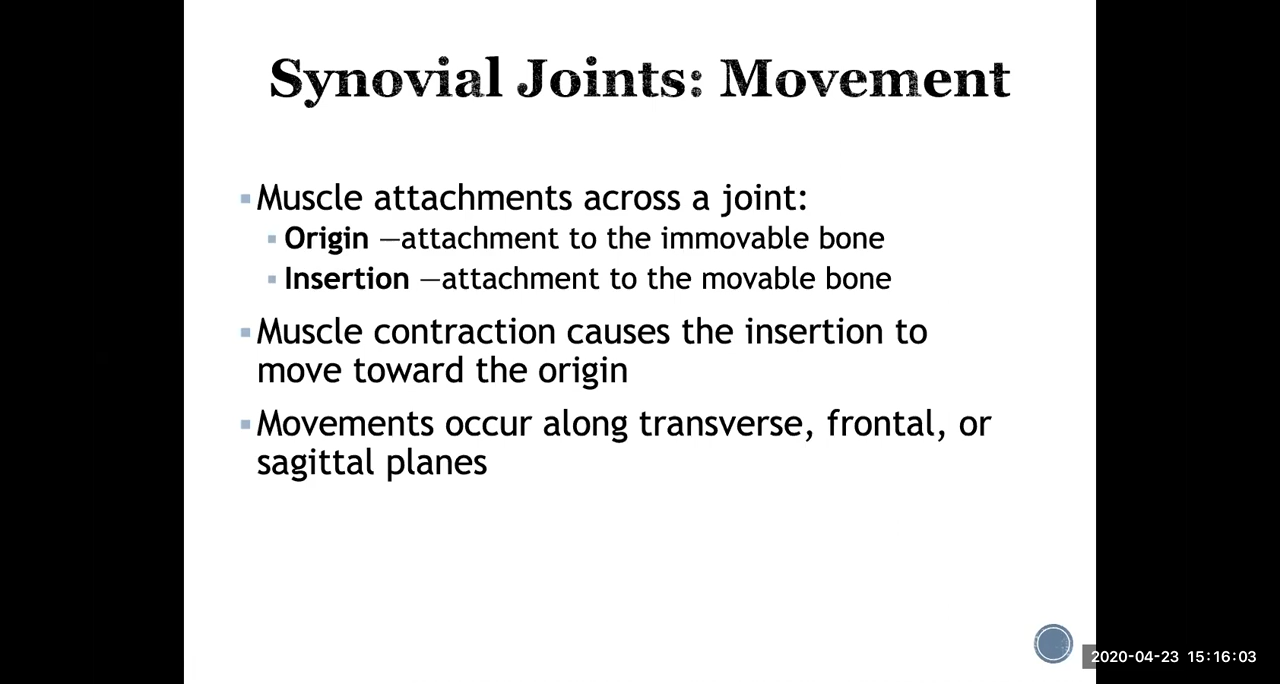 Synovial Joints: Movement
Muscle attachments across a joint:
Origin —attachment to the immovable bone
Insertion —attachment to the movable bone
Muscle contraction causes the insertion to
move toward the origin
Movements occur along transverse, frontal, or
sagittal planes
2020-04-23 15:16:03